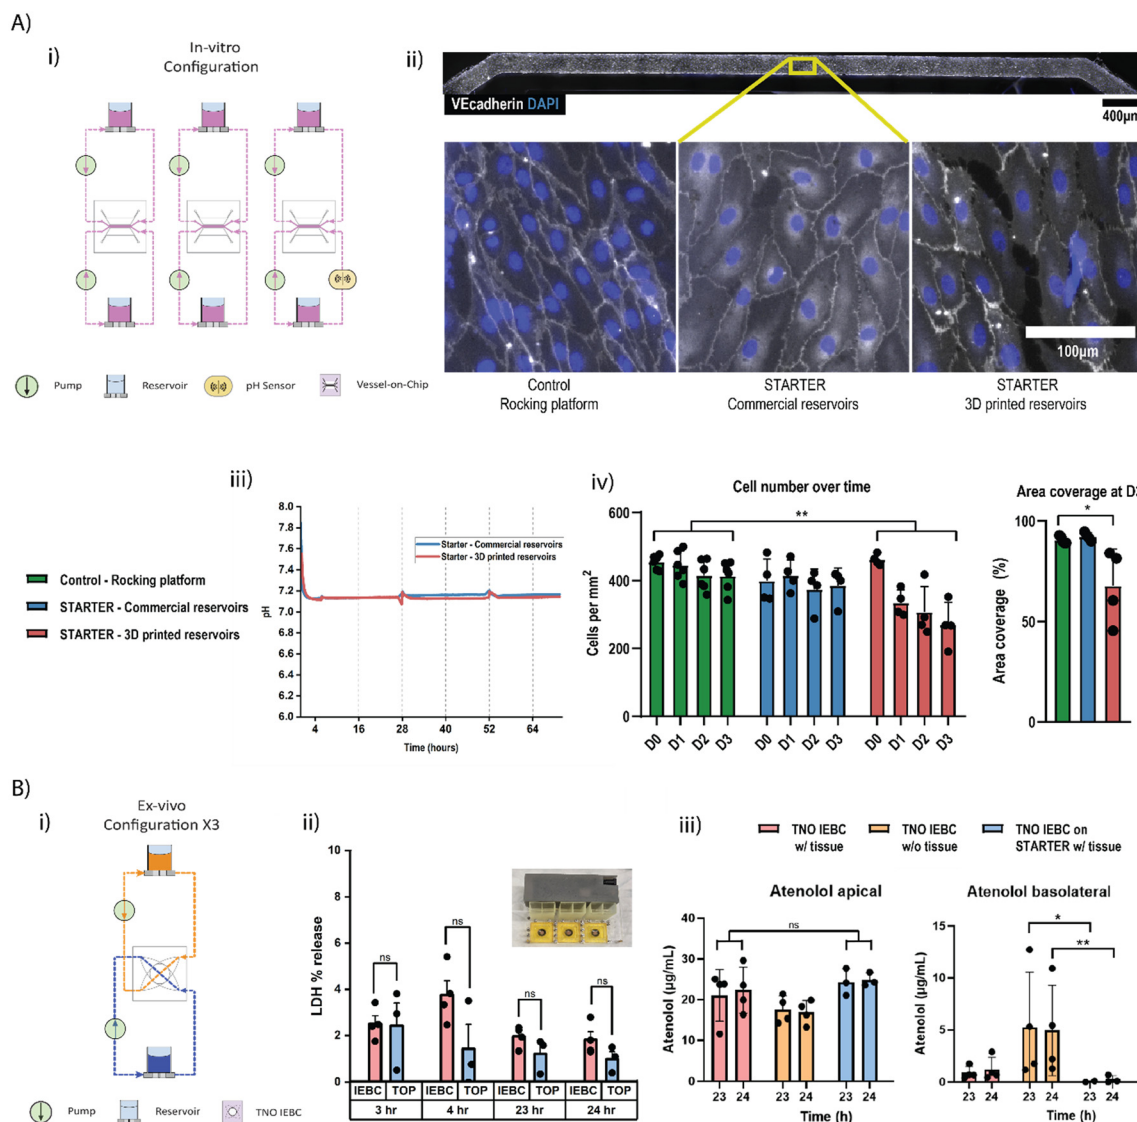 A)
i)
In-vitro
Configuration
Pump
Reservoir
pH Sensor
Vessel-on-Chip
ii)
VEcadherin DAPI
400µm
100µm
Control
Rocking platform
STARTER
Commercial reservoirs
STARTER
3D printed reservoirs
Control - Rocking platform
STARTER - Commercial reservoirs
STARTER - 3D printed reservoirs
iii)
8.0
7.8
7.6
7.4
7.2
7.0
6.8
6.6
6.4
6.2
6.0
pH
Starter - Commercial reservoirs
Starter - 3D printed reservoirs
4 16 28 40 52 64
Time (hours)
iv)
Cell number over time
**
600
400
200
0
Cells per mm2
D0 D1 D2 D3 D0 D1 D2 D3 D0 D1 D2 D3
Area coverage at D3
*
100
50
0
Area coverage (%)
B)
i)
Ex-vivo
Configuration X3
Pump
Reservoir
TNO IEBC
ii)
10
8
6
4
2
0
LDH % release
ns ns ns ns
IEBC TOP IEBC TOP IEBC TOP IEBC TOP
3 hr 4 hr 23 hr 24 hr
iii)
TNO IEBC
w/ tissue
TNO IEBC
w/o tissue
TNO IEBC on
STARTER w/ tissue
Atenolol apical
ns
40
30
20
10
0
Atenolol (µg/mL)
23 24 23 24 23 24
Time (h)
Atenolol basolateral
*
**
15
10
5
0
Atenolol (µg/mL)
23 24 23 24 23 24
Time (h)